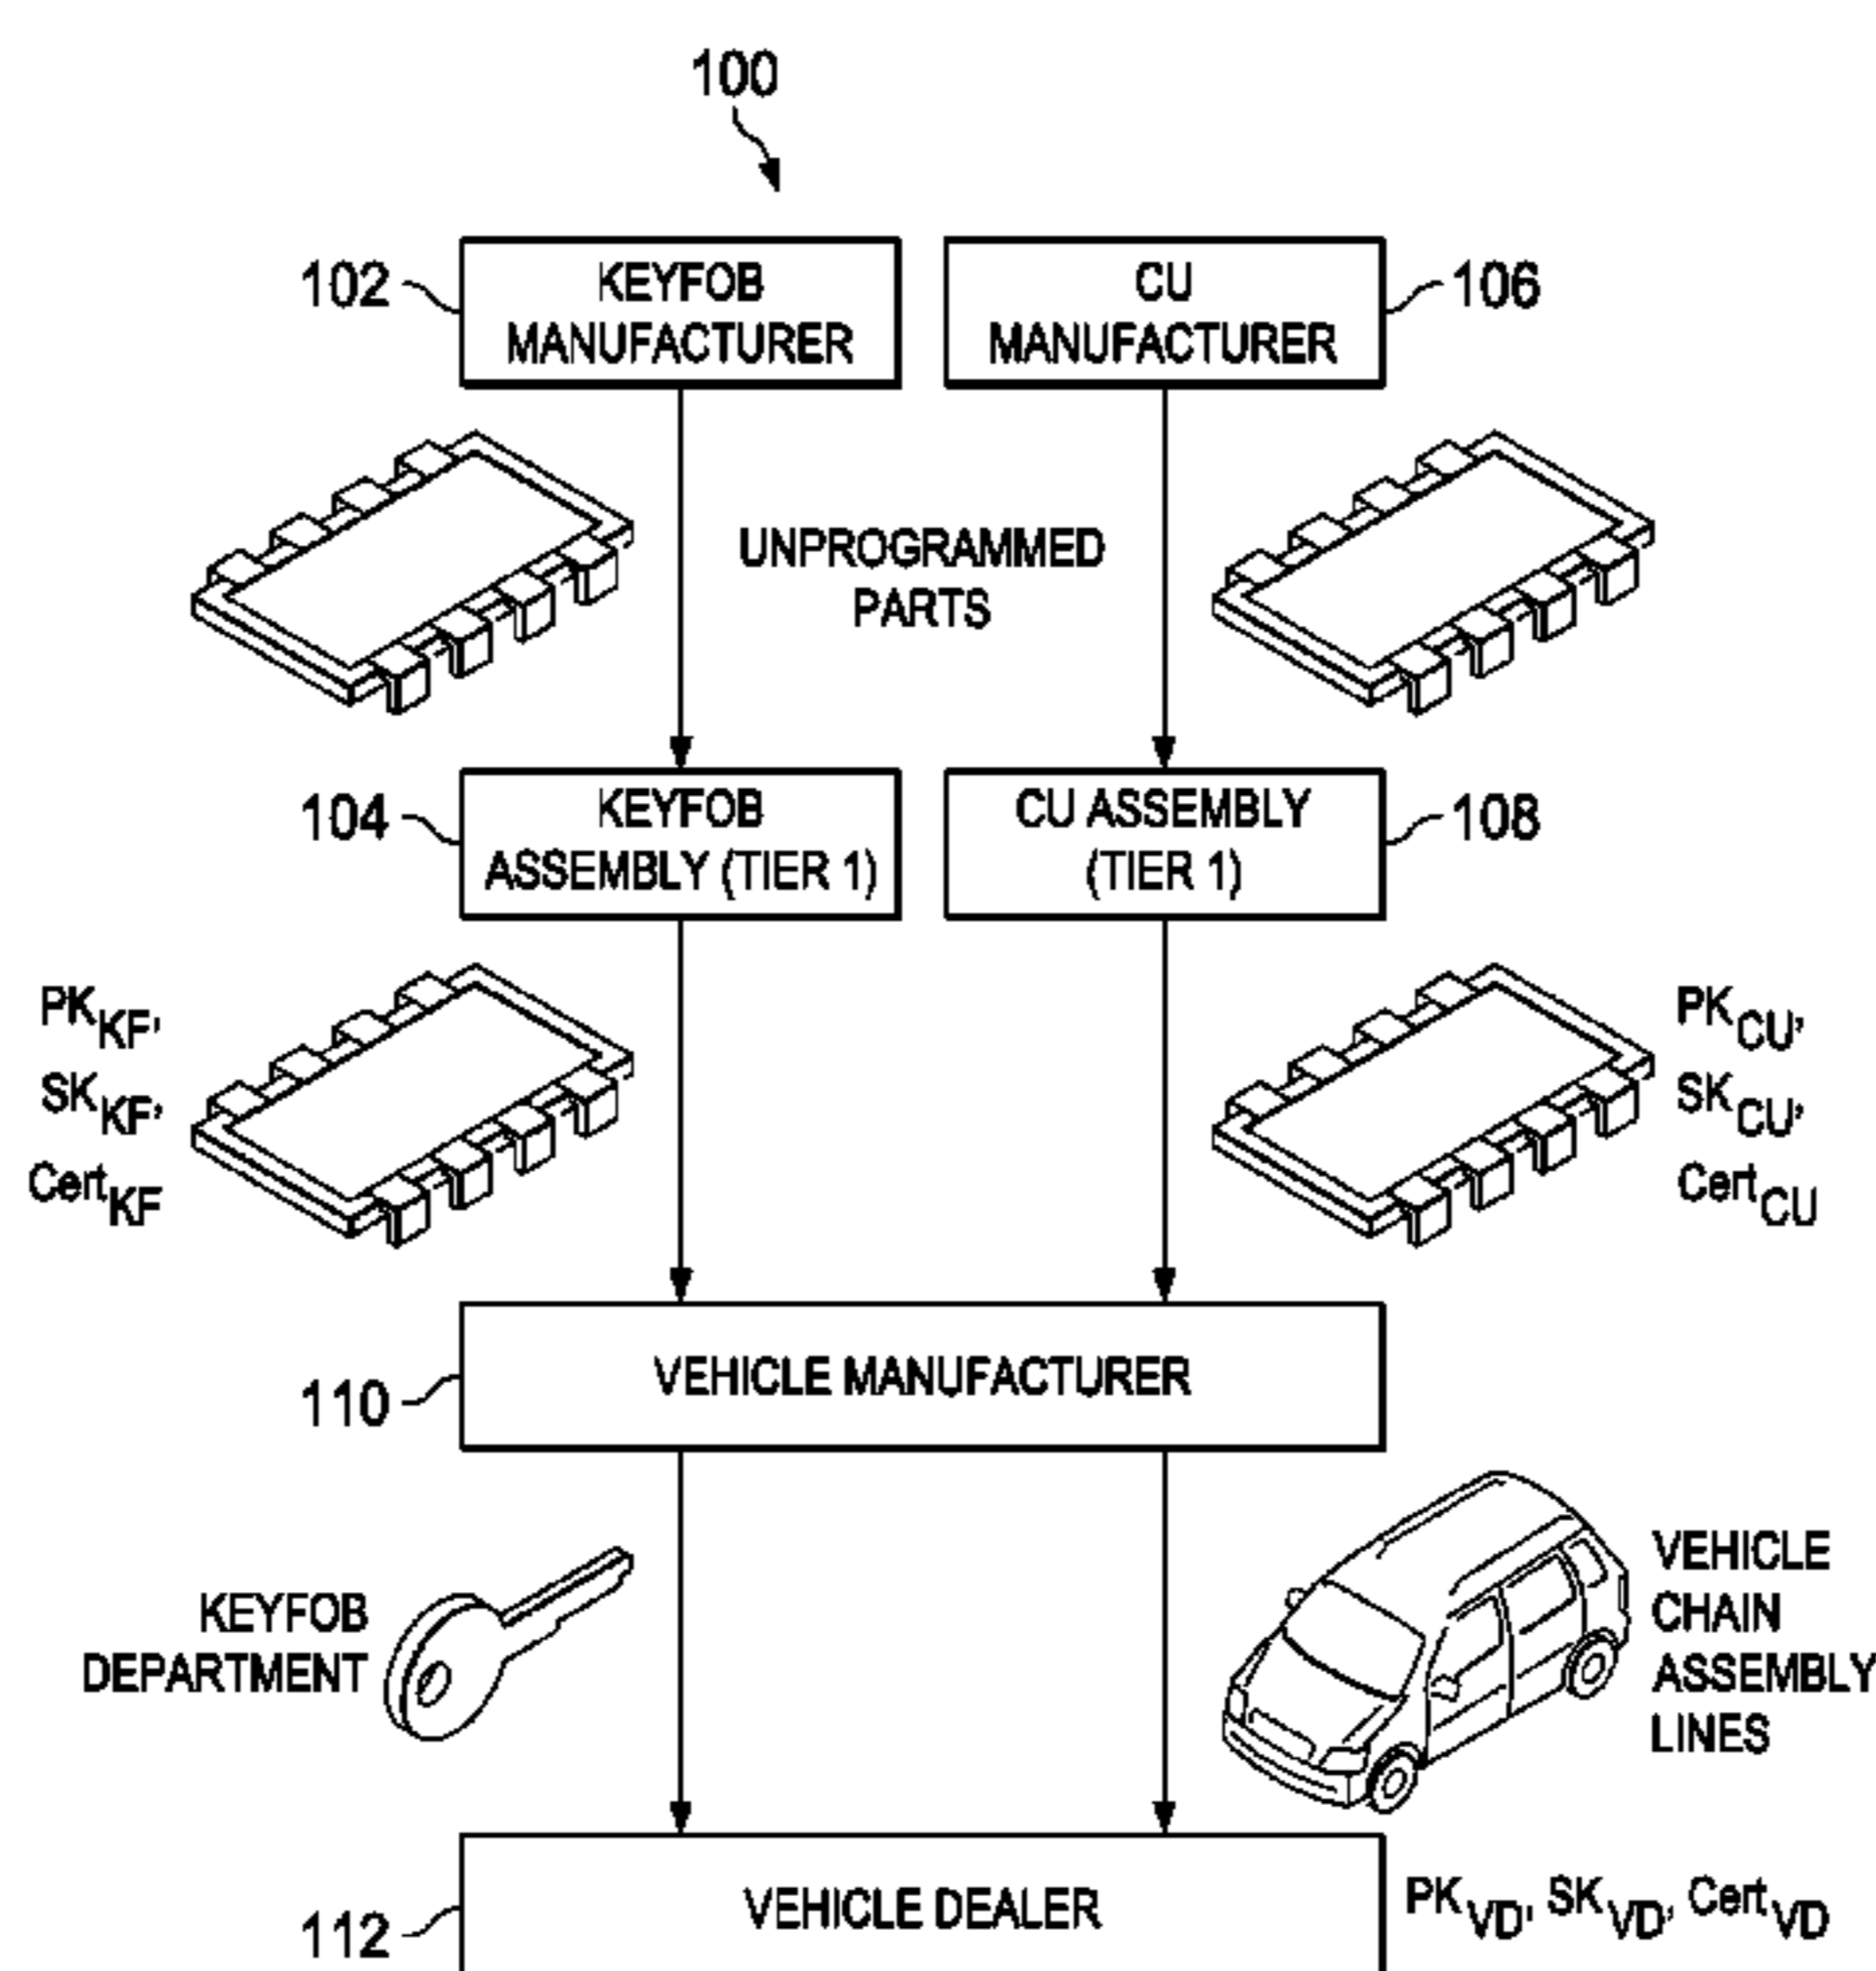 100
102
KEYFOB
MANUFACTURER
CU
MANUFACTURER
106
UNPROGRAMMED
PARTS
104
KEYFOB
ASSEMBLY (TIER 1)
CU ASSEMBLY
(TIER 1)
108
PKKF,
SKKF,
CertKF
PKCU,
SKCU,
CertCU
110
VEHICLE MANUFACTURER
KEYFOB
DEPARTMENT
VEHICLE
CHAIN
ASSEMBLY
LINES
112
VEHICLE DEALER
PKVD, SKVD, CertVD